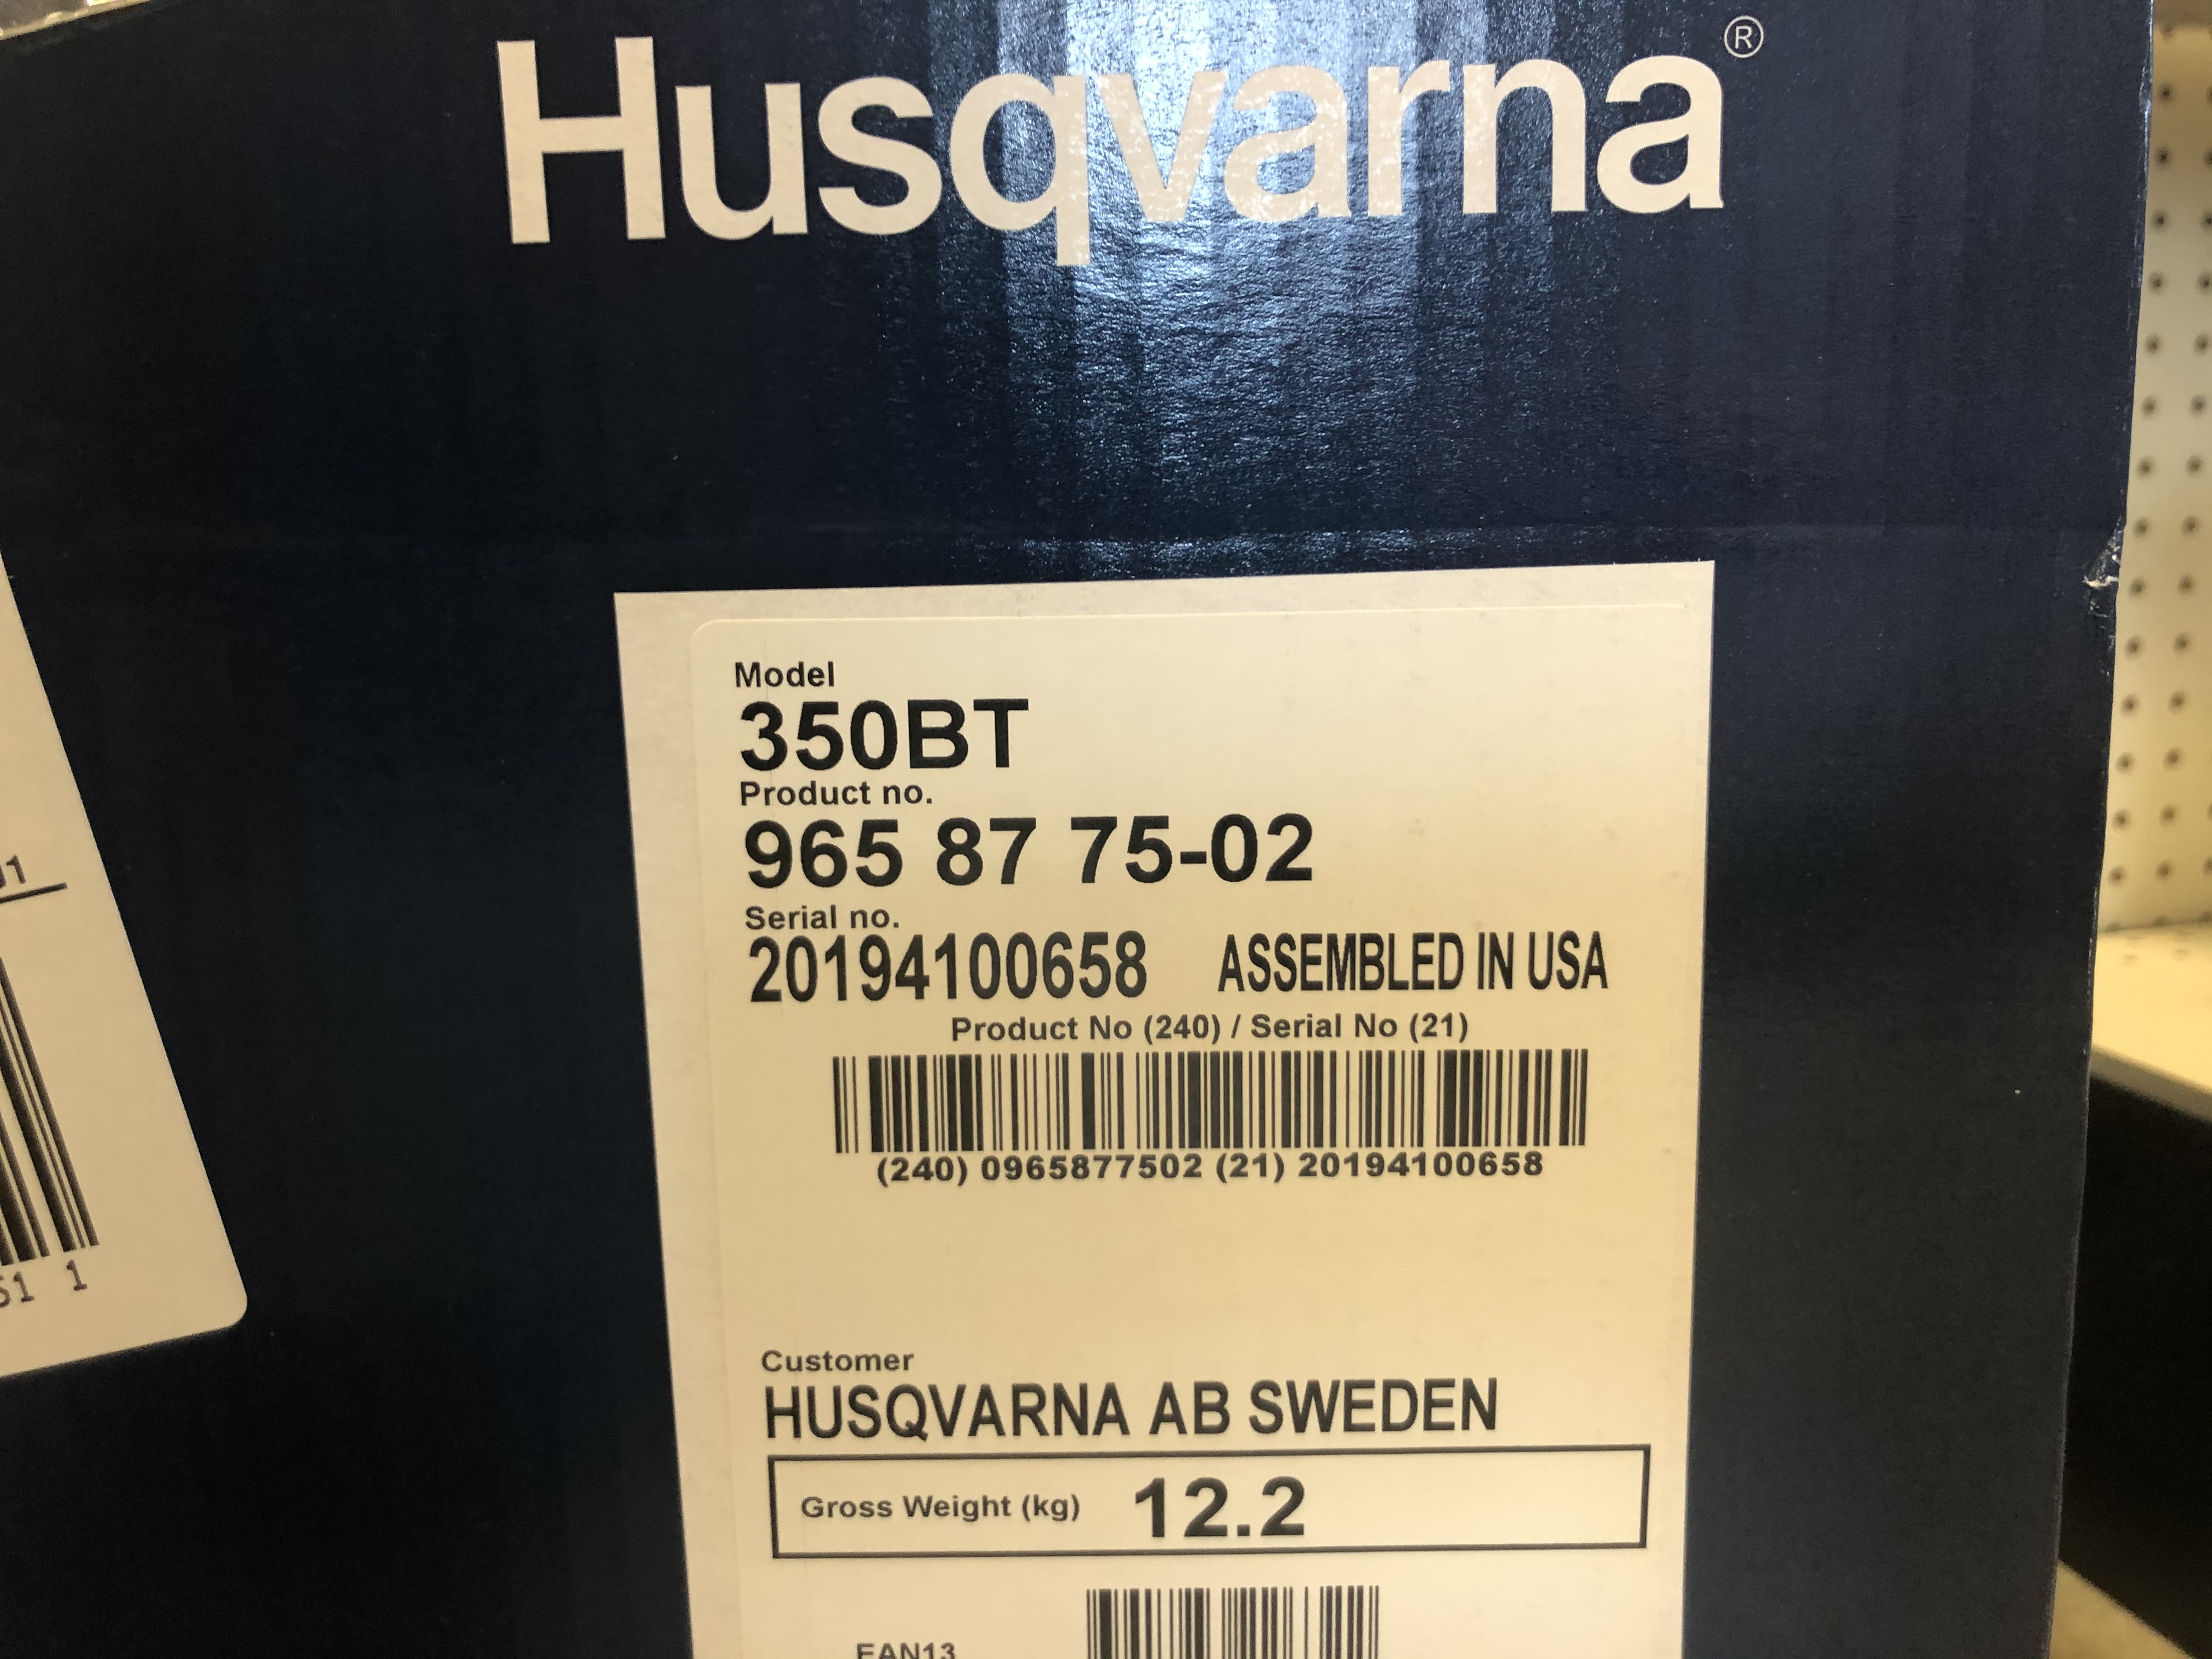 Husqvarna®
Model
350BT
Product no.
965 87 75-02
Serial no.
20194100658 ASSEMBLED IN USA
Product No (240) / Serial No (21)
(240) 0965877502 (21) 20194100658
Customer
HUSQVARNA AB SWEDEN
Gross Weight (kg) 12.2
EAN13
1